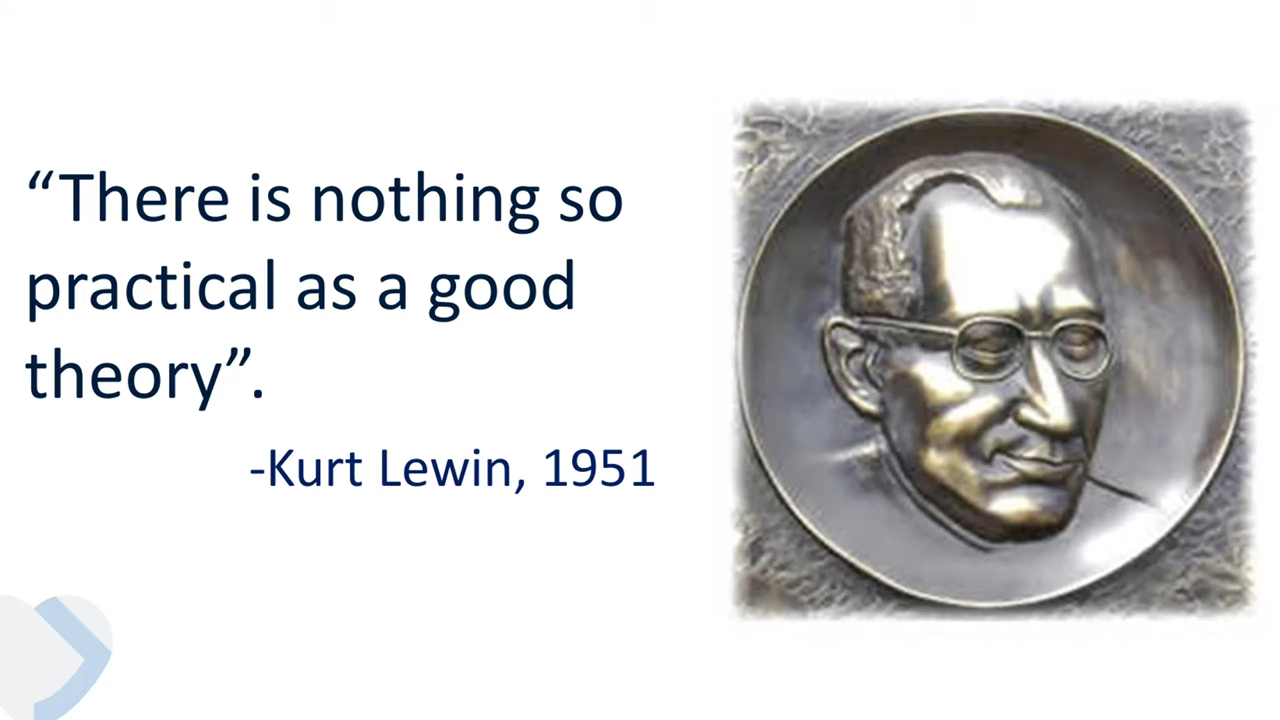 “There is nothing so
practical as a good
theory”.
-Kurt Lewin, 1951